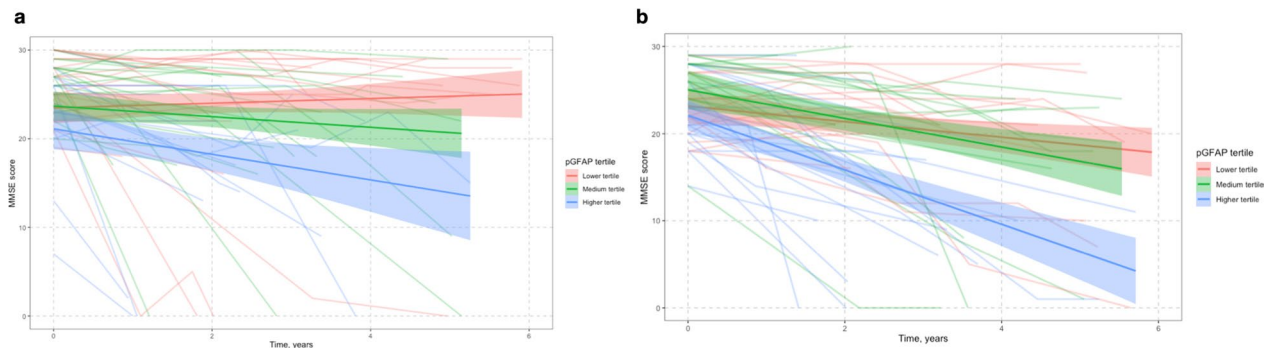 a
MMSE score
30
20
10
0
0
2
4
6
Time, years
pGFAP tertile
Lower tertile
Medium tertile
Higher tertile
b
MMSE score
30
20
10
0
0
2
4
6
Time, years
pGFAP tertile
Lower tertile
Medium tertile
Higher tertile